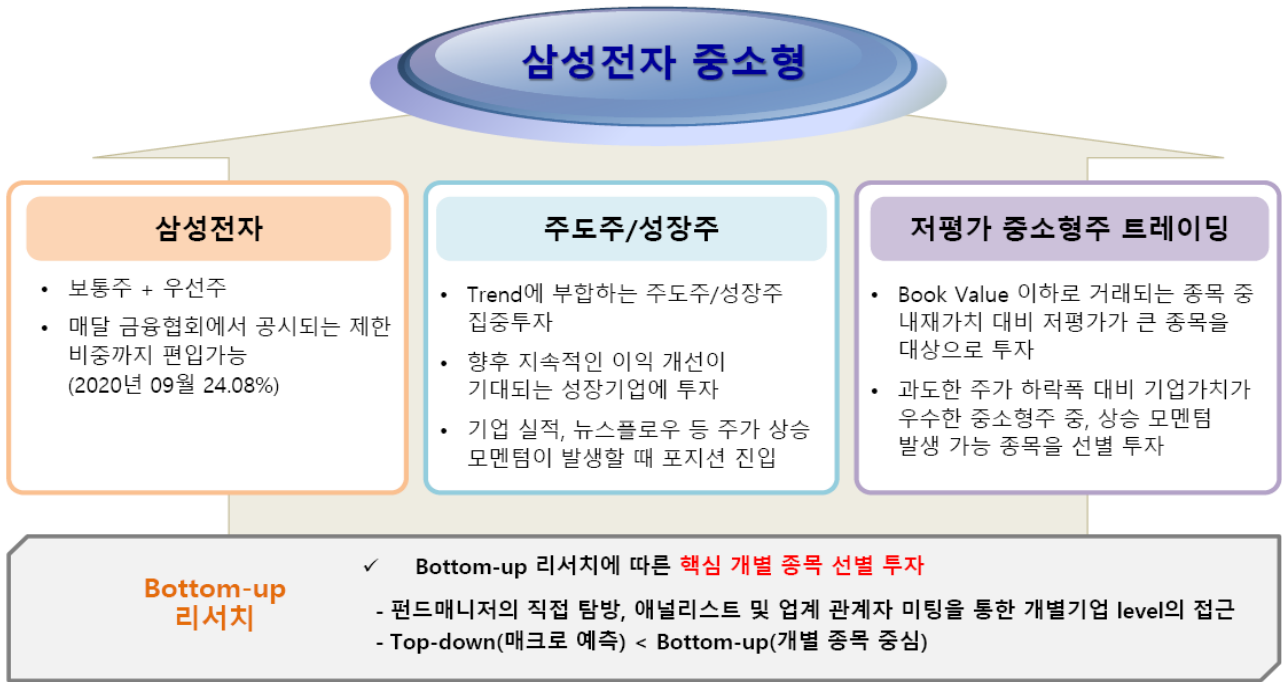 삼성전자 중소형
삼성전자
• 보통주 + 우선주
• 매달 금융협회에서 공시되는 제한
비중까지 편입가능
(2020년 09월 24.08%)
주도주/성장주
• Trend에 부합하는 주도주/성장주
집중투자
• 향후 지속적인 이익 개선이
기대되는 성장기업에 투자
• 기업 실적, 뉴스플로우 등 주가 상승
모멘텀이 발생할 때 포지션 진입
저평가 중소형주 트레이딩
• Book Value 이하로 거래되는 종목 중
내재가치 대비 저평가가 큰 종목을
대상으로 투자
• 과도한 주가 하락폭 대비 기업가치가
우수한 중소형주 중, 상승 모멘텀
발생 가능 종목을 선별 투자
Bottom-up
리서치
✓ Bottom-up 리서치에 따른 핵심 개별 종목 선별 투자
- 펀드매니저의 직접 탐방, 애널리스트 및 업계 관계자 미팅을 통한 개별기업 level의 접근
- Top-down(매크로 예측) < Bottom-up(개별 종목 중심)